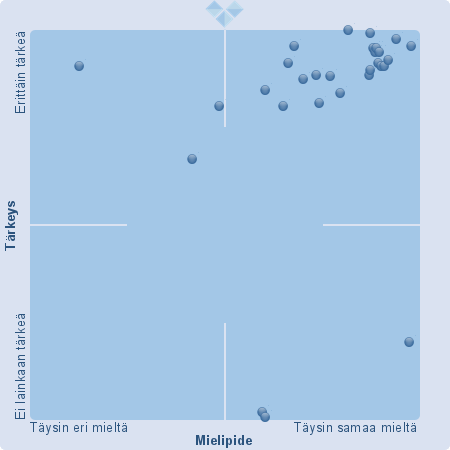 Erittäin tärkeä
Tärkeys
Ei lainkaan tärkeä
Täysin eri mieltä
Täysin samaa mieltä
Mielipide